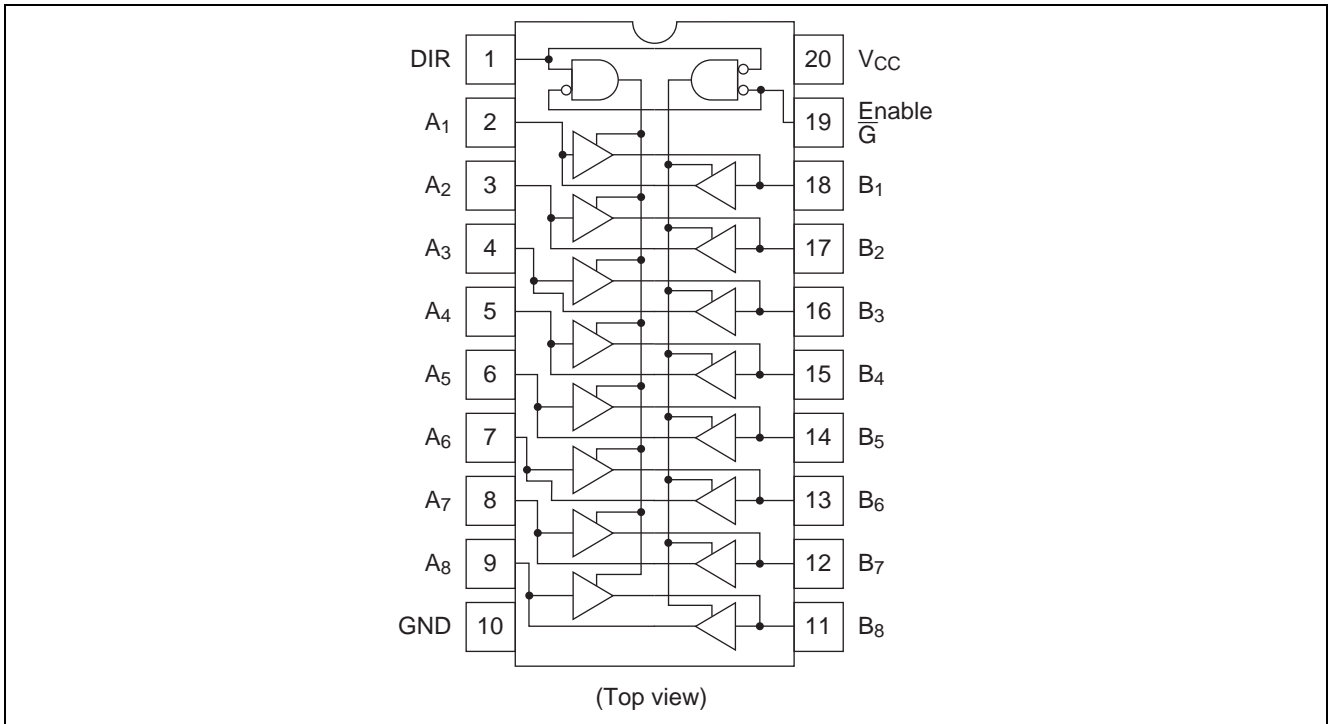 DIR 1 20 VCC
A1 2 19 Enable G
A2 3 18 B1
A3 4 17 B2
A4 5 16 B3
A5 6 15 B4
A6 7 14 B5
A7 8 13 B6
A8 9 12 B7
GND 10 11 B8
(Top view)